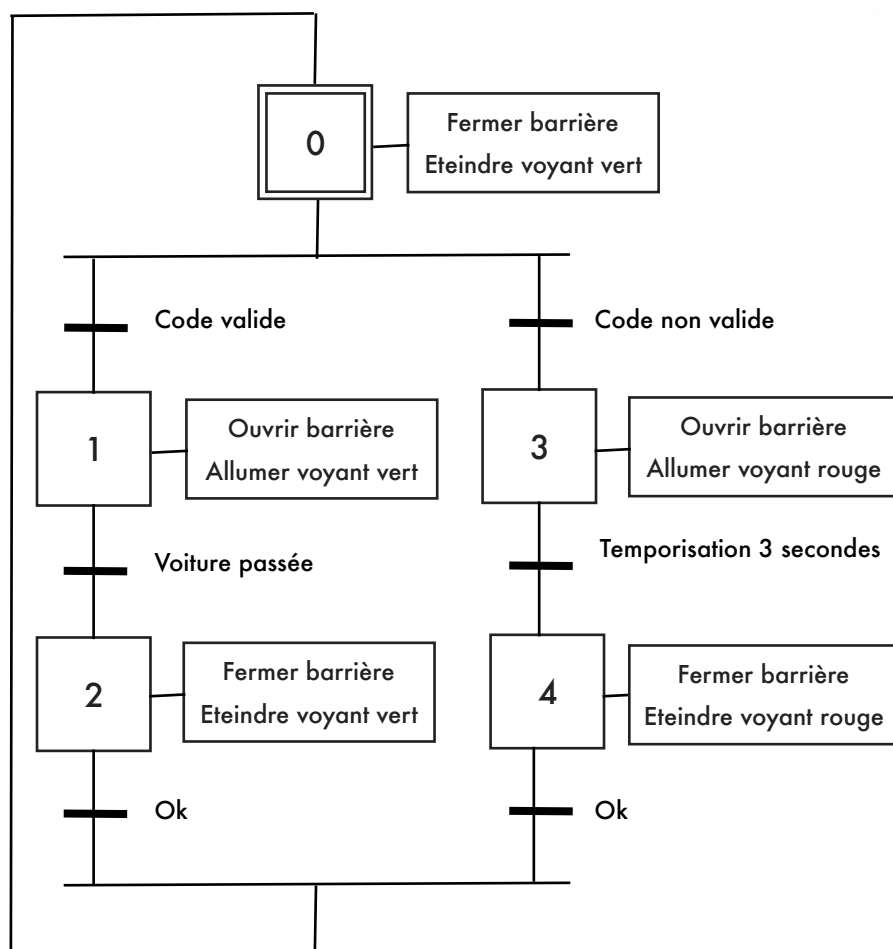 0
Fermer barrière
Eteindre voyant vert
Code valide
Code non valide
1
Ouvrir barrière
Allumer voyant vert
3
Ouvrir barrière
Allumer voyant rouge
Voiture passée
Temporisation 3 secondes
2
Fermer barrière
Eteindre voyant vert
4
Fermer barrière
Eteindre voyant rouge
Ok
Ok